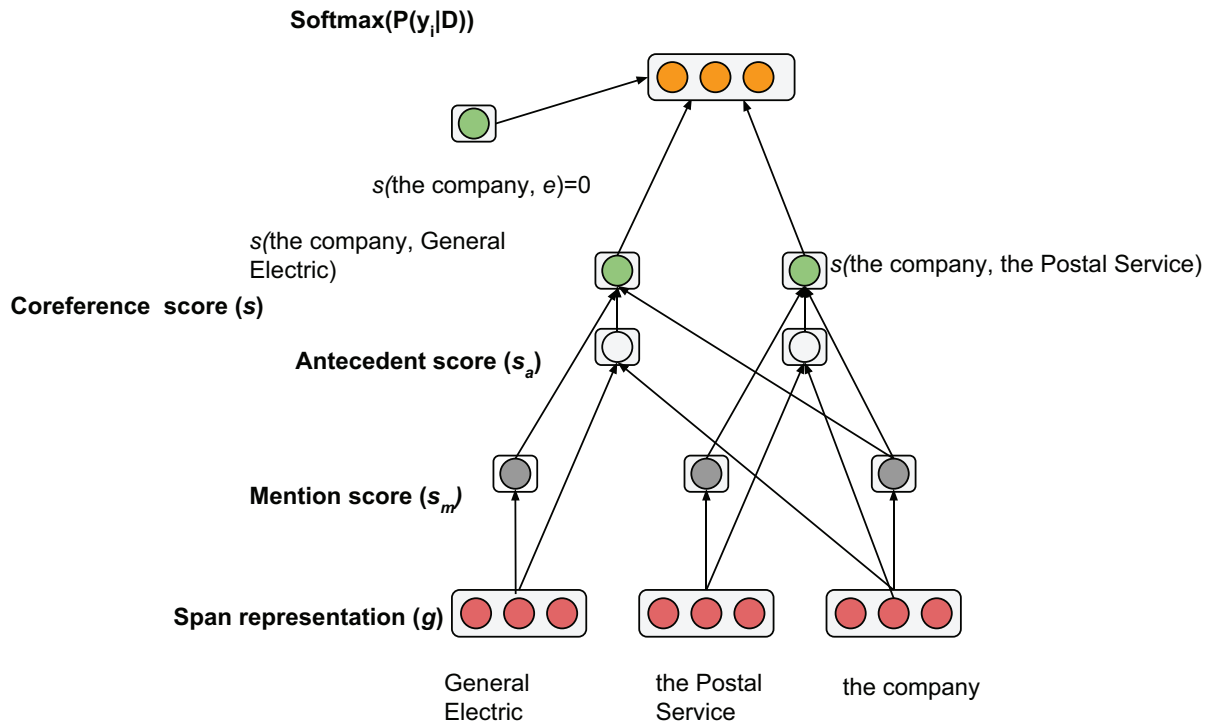 Softmax(P(yi|D))
s(the company, e)=0
s(the company, General
Electric)
s(the company, the Postal Service)
Coreference score (s)
Antecedent score (sa)
Mention score (sm)
Span representation (g)
General
Electric
the Postal
Service
the company